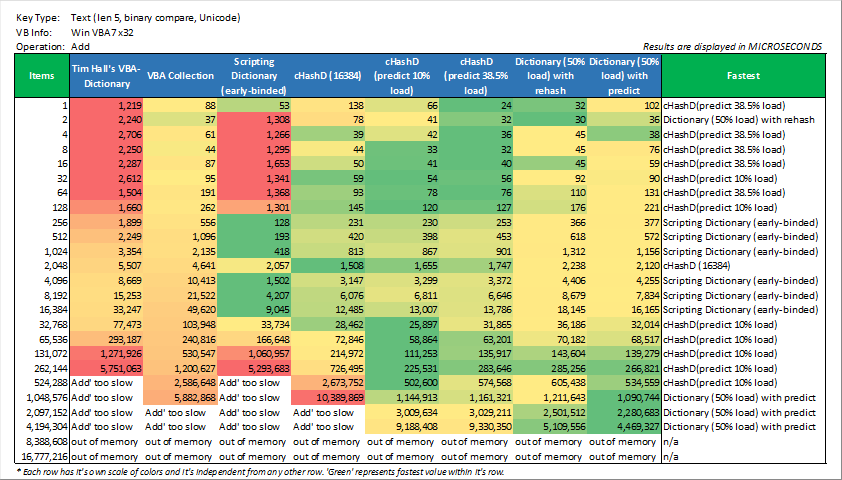 Key Type: Text (len 5, binary compare, Unicode)
VB Info: Win VBA7 x32
Operation: Add
Results are displayed in MICROSECONDS
Items Tim Hall's VBA-Dictionary VBA Collection Scripting Dictionary (early-binded) cHashD (16384) cHashD (predict 10% load) cHashD (predict 38.5% load) Dictionary (50% load) with rehash Dictionary (50% load) with predict Fastest
1 1,219 88 53 138 66 24 32 102 cHashD(predict 38.5% load)
2 2,240 37 1,308 78 41 32 30 36 Dictionary (50% load) with rehash
4 2,706 61 1,266 39 42 36 45 38 cHashD(predict 38.5% load)
8 2,250 44 1,295 44 33 32 45 76 cHashD(predict 38.5% load)
16 2,287 87 1,653 50 41 40 45 59 cHashD(predict 38.5% load)
32 2,612 95 1,341 59 54 56 92 90 cHashD(predict 10% load)
64 1,504 191 1,368 93 78 76 110 131 cHashD(predict 38.5% load)
128 1,660 262 1,301 145 120 127 176 221 cHashD(predict 10% load)
256 1,899 556 128 231 230 253 366 377 Scripting Dictionary (early-binded)
512 2,249 1,096 193 420 398 453 618 572 Scripting Dictionary (early-binded)
1,024 3,354 2,135 418 813 867 901 1,312 1,156 Scripting Dictionary (early-binded)
2,048 5,507 4,641 2,057 1,508 1,655 1,747 2,238 2,120 cHashD (16384)
4,096 8,669 10,413 1,502 3,147 3,299 3,372 4,406 4,255 Scripting Dictionary (early-binded)
8,192 15,253 21,522 4,207 6,076 6,811 6,646 8,679 7,834 Scripting Dictionary (early-binded)
16,384 33,247 49,620 9,045 12,485 13,007 13,786 18,145 16,165 Scripting Dictionary (early-binded)
32,768 77,473 103,948 33,734 28,462 25,897 31,865 36,186 32,014 cHashD(predict 10% load)
65,536 293,187 240,816 166,648 72,846 58,864 63,201 70,182 68,517 cHashD(predict 10% load)
131,072 1,271,926 530,547 1,060,957 214,972 111,253 135,917 143,604 139,279 cHashD(predict 10% load)
262,144 5,751,063 1,200,627 5,293,683 726,495 225,531 283,646 285,256 266,821 cHashD(predict 10% load)
524,288 Add' too slow 2,586,648 Add' too slow 2,673,752 502,600 574,568 605,438 534,559 cHashD(predict 10% load)
1,048,576 Add' too slow 5,882,868 Add' too slow 10,389,869 1,144,913 1,161,321 1,211,643 1,090,744 Dictionary (50% load) with predict
2,097,152 Add' too slow Add' too slow Add' too slow Add' too slow 3,009,634 3,029,211 2,501,512 2,280,683 Dictionary (50% load) with predict
4,194,304 Add' too slow Add' too slow Add' too slow Add' too slow 9,188,408 9,330,350 5,109,556 4,469,327 Dictionary (50% load) with predict
8,388,608 out of memory out of memory out of memory out of memory out of memory out of memory out of memory out of memory n/a
16,777,216 out of memory out of memory out of memory out of memory out of memory out of memory out of memory out of memory n/a
* Each row has it's own scale of colors and it's independent from any other row. 'Green' represents fastest value within it's row.